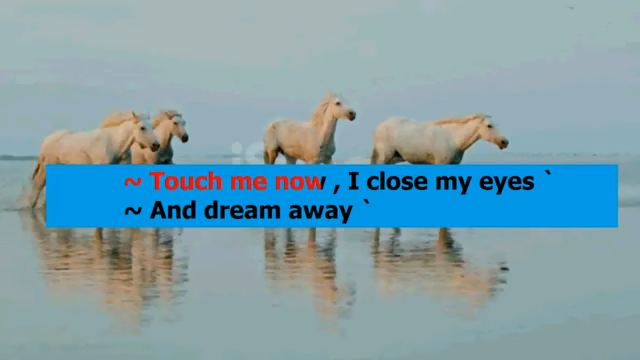 ~ Touch me now , I close my eyes `
~ And dream away `